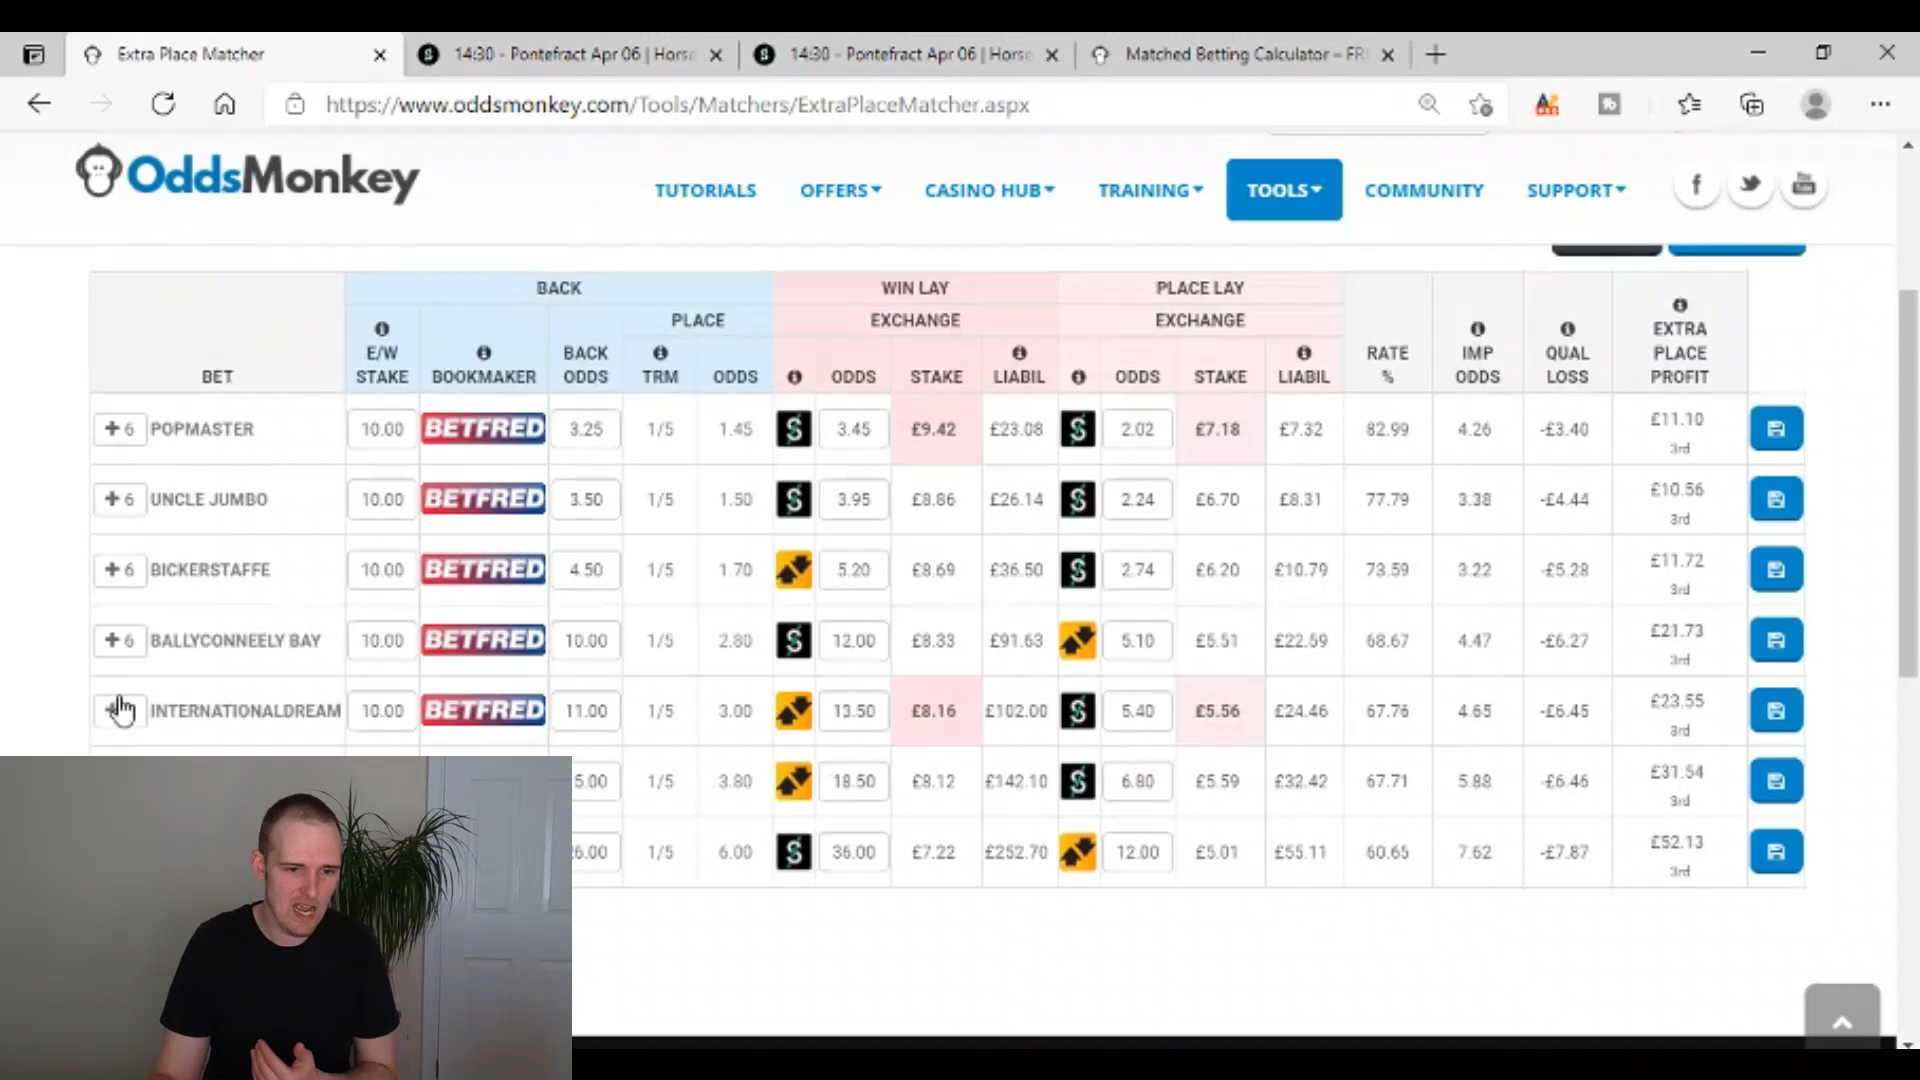 Extra Place Matcher
14:30 - Pontefract Apr 06 | Horse
14:30 - Pontefract Apr 06 | Horse
Matched Betting Calculator – FR
https://www.oddsmonkey.com/Tools/Matchers/ExtraPlaceMatcher.aspx
OddsMonkey
TUTORIALS OFFERS CASINO HUB TRAINING TOOLS COMMUNITY SUPPORT
BACK WIN LAY PLACE LAY
PLACE EXCHANGE EXCHANGE
BET E/W STAKE BOOKMAKER BACK ODDS TRM ODDS ODDS STAKE LIABIL ODDS STAKE LIABIL RATE % IMP ODDS QUAL LOSS EXTRA PLACE PROFIT
6 POPMASTER 10.00 BETFRED 3.25 1/5 1.45 3.45 £9.42 £23.08 2.02 £7.18 £7.32 82.99 4.26 -£3.40 £11.10 3rd
6 UNCLE JUMBO 10.00 BETFRED 3.50 1/5 1.50 3.95 £8.86 £26.14 2.24 £6.70 £8.31 77.79 3.38 -£4.44 £10.56 3rd
6 BICKERSTAFFE 10.00 BETFRED 4.50 1/5 1.70 5.20 £8.69 £36.50 2.74 £6.20 £10.79 73.59 3.22 -£5.28 £11.72 3rd
6 BALLYCONNEELY BAY 10.00 BETFRED 10.00 1/5 2.80 12.00 £8.33 £91.63 5.10 £5.51 £22.59 68.67 4.47 -£6.27 £21.73 3rd
INTERNATIONALDREAM 10.00 BETFRED 11.00 1/5 3.00 13.50 £8.16 £102.00 5.40 £5.56 £24.46 67.76 4.65 -£6.45 £23.55 3rd
5.00 1/5 3.80 18.50 £8.12 £142.10 6.80 £5.59 £32.42 67.71 5.88 -£6.46 £31.54 3rd
6.00 1/5 6.00 36.00 £7.22 £252.70 12.00 £5.01 £55.11 60.65 7.62 -£7.87 £52.13 3rd